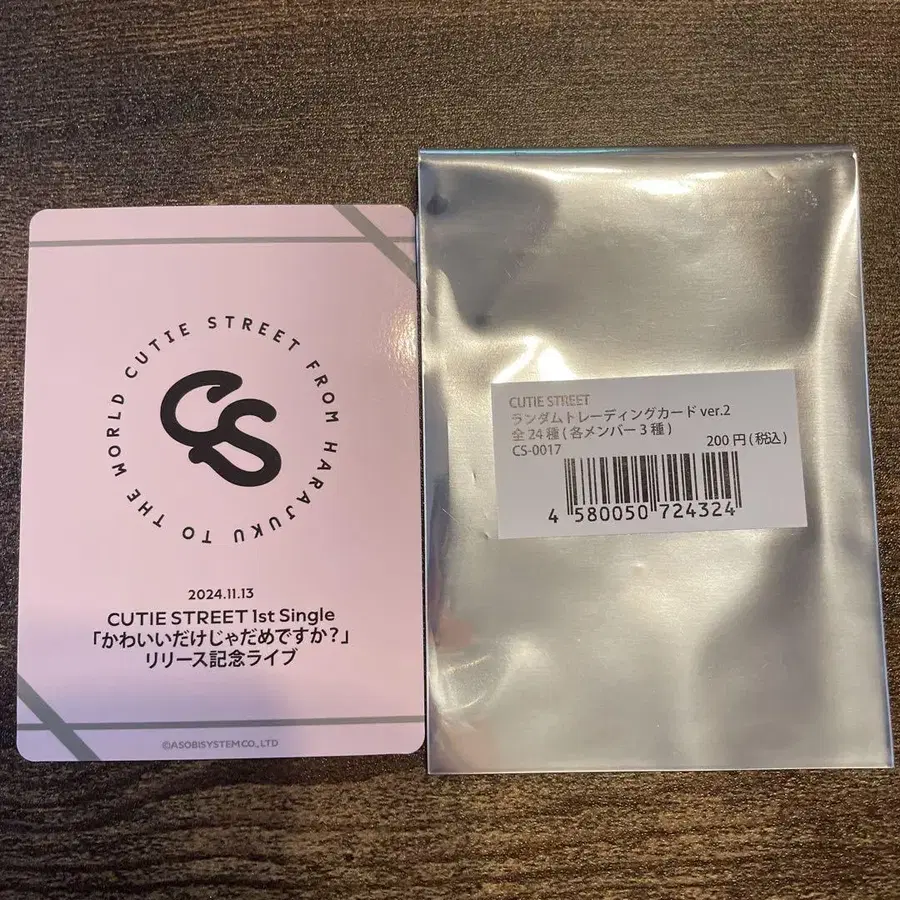 CUTIE STREET FROM HARAJUKU TO THE WORLD
CS
2024.11.13
CUTIE STREET 1st Single
「かわいいだけじゃだめですか？」
リリース記念ライブ
©ASOBISYSTEM CO., LTD
CUTIE STREET
ランダムトレーディングカード ver.2
全 24 種 ( 各メンバー 3 種 )
200 円 (税込)
CS-0017
4 580050 724324